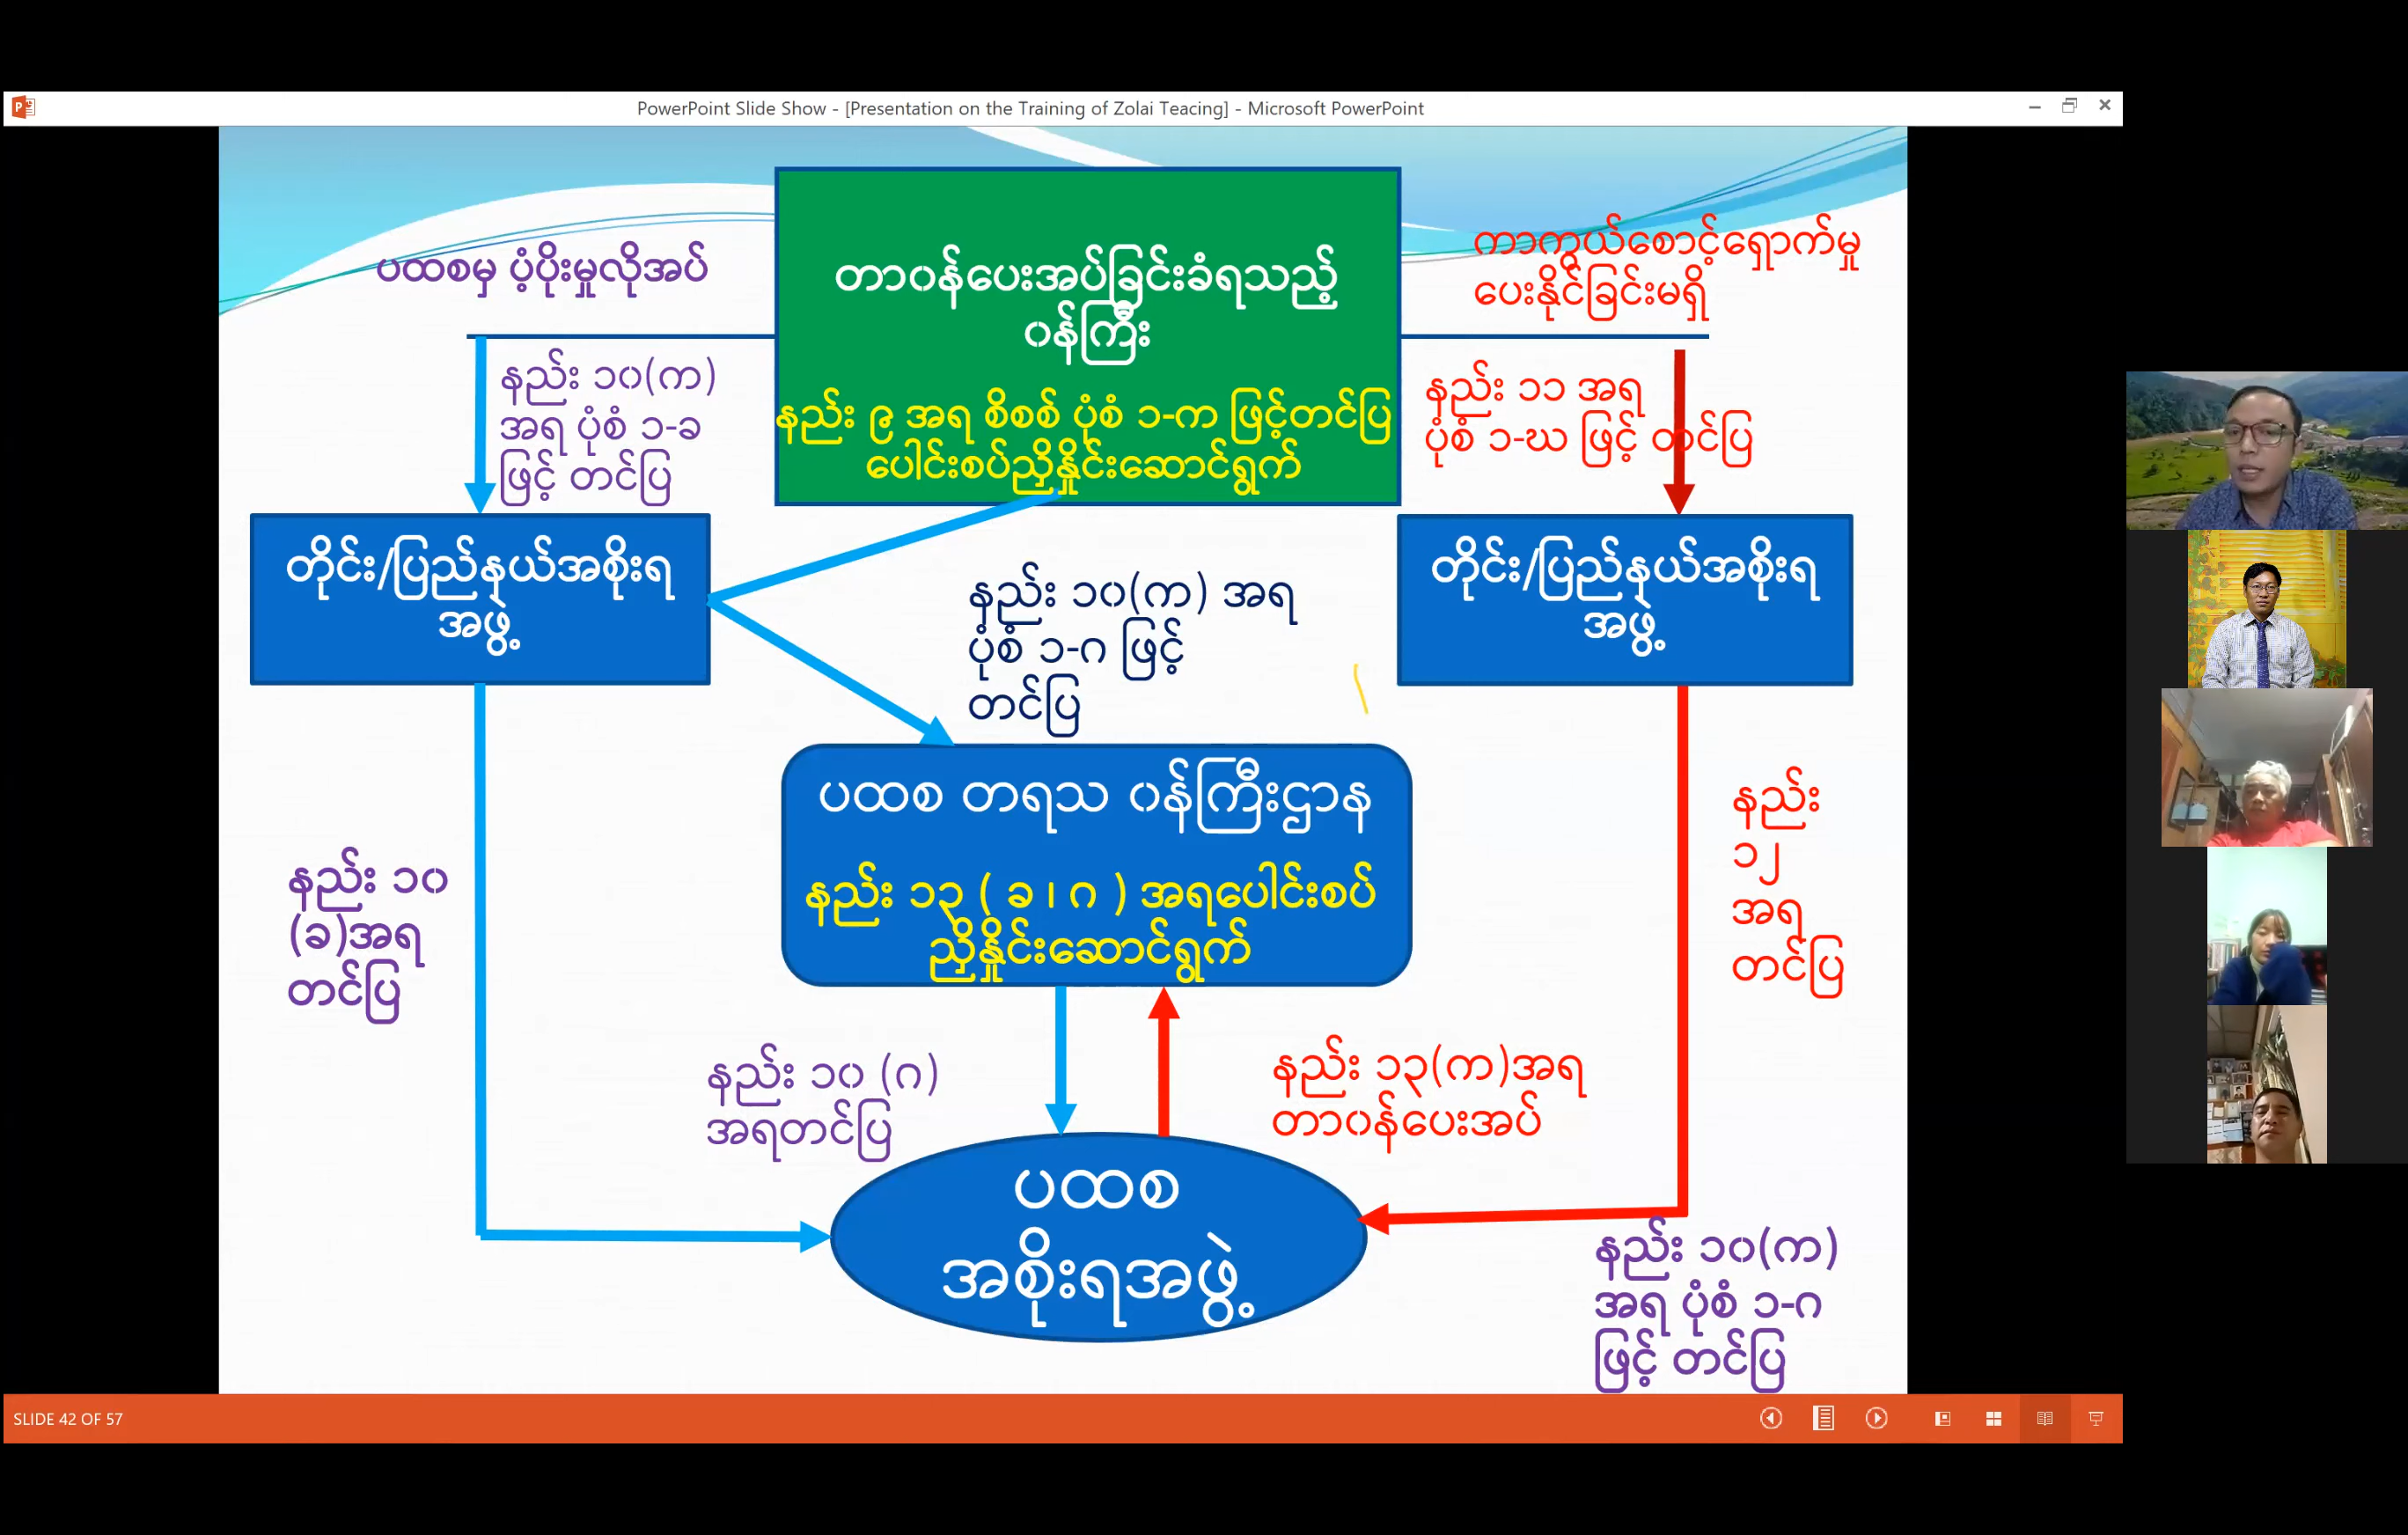 PowerPoint Slide Show - [Presentation on the Training of Zolai Teacing] - Microsoft PowerPoint
ပထစမှ ပံ့ပိုးမှုလိုအပ်
တာဝန်ပေးအပ်ခြင်းခံရသည့်
ဝန်ကြီး
နည်း ၉ အရ စိစစ် ပုံစံ ၁-က ဖြင့်တင်ပြ
ပေါင်းစပ်ညှိနှိုင်းဆောင်ရွက်
ကာကွယ်စောင့်ရှောက်မှု
ပေးနိုင်ခြင်းမရှိ
နည်း ၁၀(က)
အရ ပုံစံ ၁-ခ
ဖြင့် တင်ပြ
နည်း ၁၁ အရ
ပုံစံ ၁-ဃ ဖြင့် တင်ပြ
တိုင်း/ပြည်နယ်အစိုးရ
အဖွဲ့
နည်း ၁၀(က) အရ
ပုံစံ ၁-ဂ ဖြင့်
တင်ပြ
တိုင်း/ပြည်နယ်အစိုးရ
အဖွဲ့
ပထစ တရသ ဝန်ကြီးဌာန
နည်း ၁၃ ( ခ ၊ ဂ ) အရပေါင်းစပ်
ညှိနှိုင်းဆောင်ရွက်
နည်း ၁၀
(ခ)အရ
တင်ပြ
နည်း
၁၂
အရ
တင်ပြ
နည်း ၁၀ (ဂ)
အရတင်ပြ
နည်း ၁၃(က)အရ
တာဝန်ပေးအပ်
ပထစ
အစိုးရအဖွဲ့
နည်း ၁၀(က)
အရ ပုံစံ ၁-ဂ
ဖြင့် တင်ပြ
SLIDE 42 OF 57